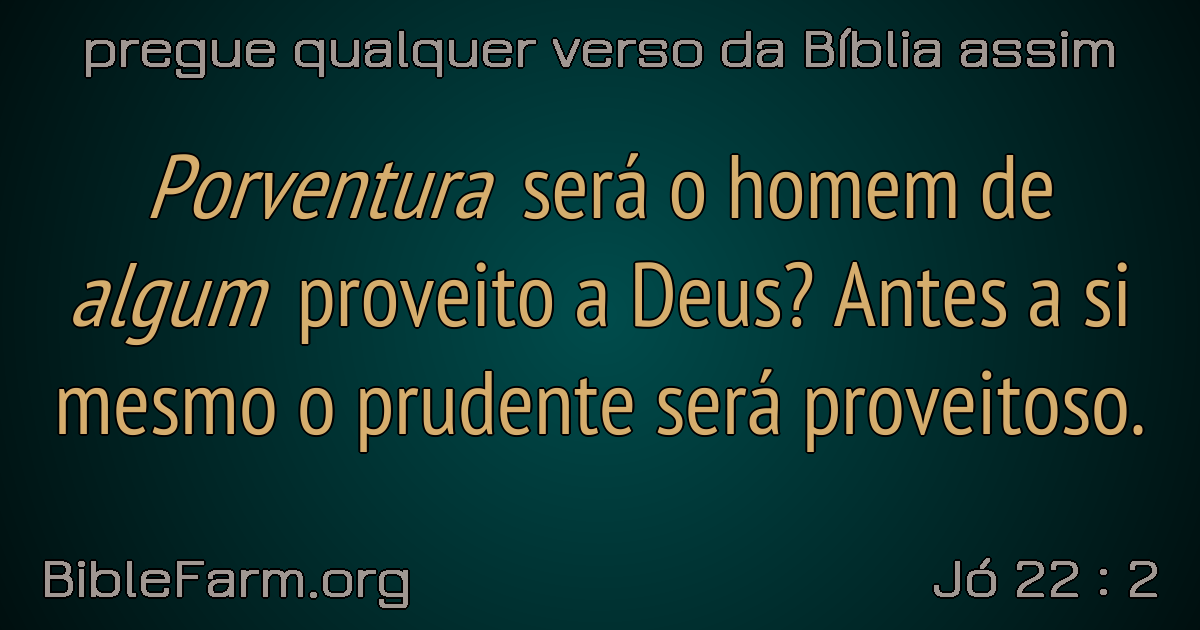 pregue qualquer verso da Bíblia assim
Porventura será o homem de
algum proveito a Deus? Antes a si
mesmo o prudente será proveitoso.
BibleFarm.org
Jó 22 : 2